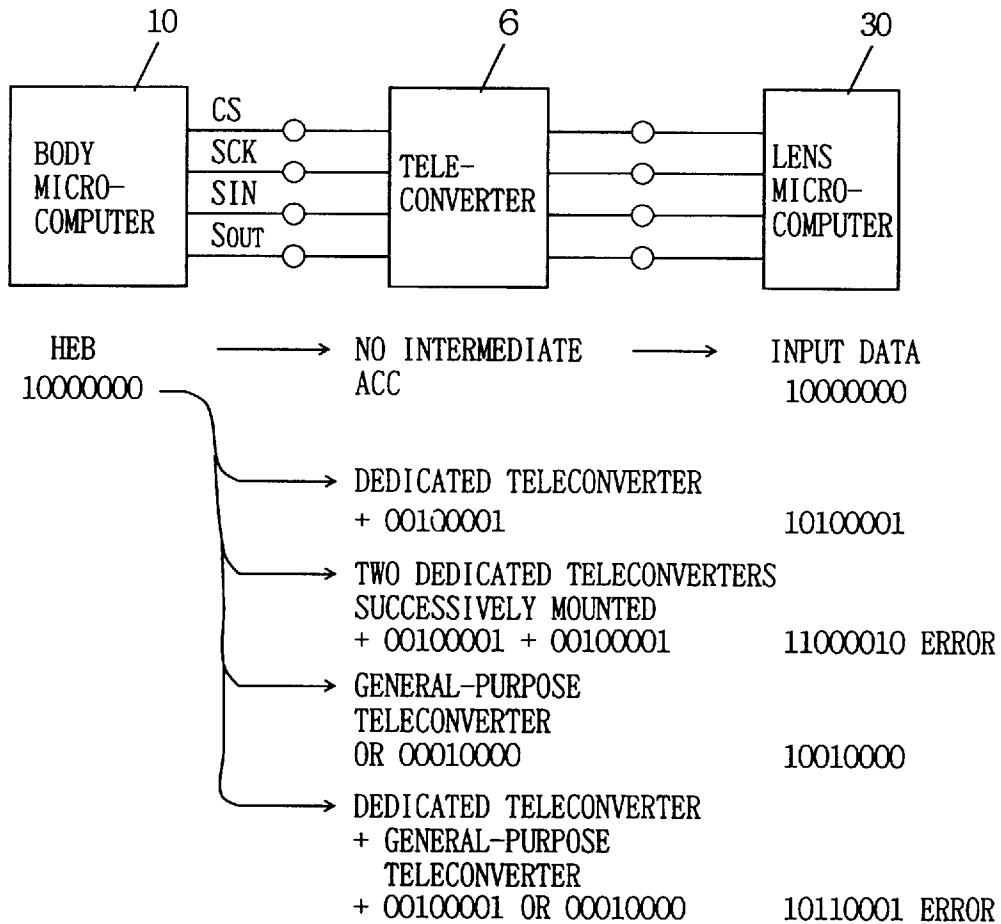 10 6 30
CS
SCK
SIN
SOUT
BODY
MICRO-
COMPUTER
TELE-
CONVERTER
LENS
MICRO-
COMPUTER
HEB NO INTERMEDIATE INPUT DATA
10000000 ACC 10000000
DEDICATED TELECONVERTER
+ 00100001 10100001
TWO DEDICATED TELECONVERTERS
SUCCESSIVELY MOUNTED
+ 00100001 + 00100001 11000010 ERROR
GENERAL-PURPOSE
TELECONVERTER
OR 00010000 10010000
DEDICATED TELECONVERTER
+ GENERAL-PURPOSE
TELECONVERTER
+ 00100001 OR 00010000 10110001 ERROR